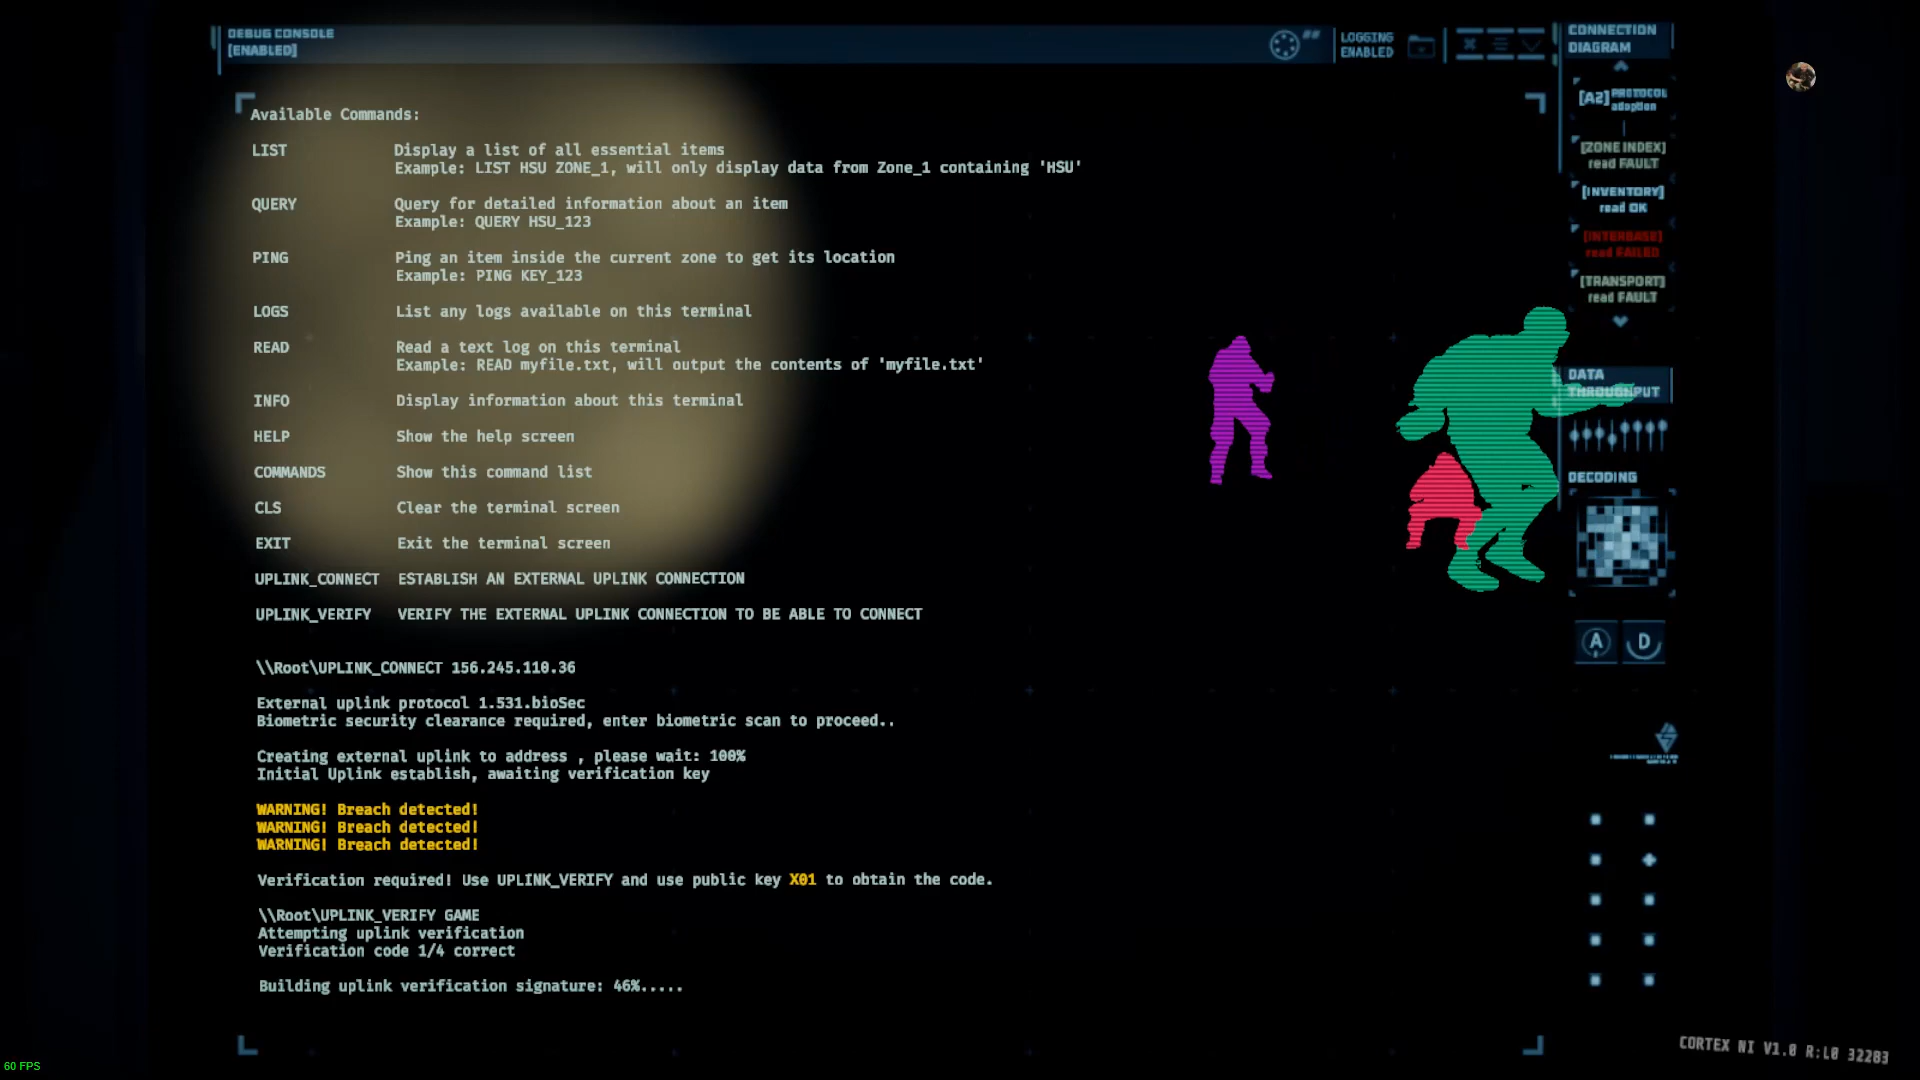 DEBUG CONSOLE
[ENABLED]
LOGGING
ENABLED
Available Commands:
LIST Display a list of all essential items
Example: LIST HSU ZONE_1, will only display data from Zone_1 containing 'HSU'
QUERY Query for detailed information about an item
Example: QUERY HSU_123
PING Ping an item inside the current zone to get its location
Example: PING KEY_123
LOGS List any logs available on this terminal
READ Read a text log on this terminal
Example: READ myfile.txt, will output the contents of 'myfile.txt'
INFO Display information about this terminal
HELP Show the help screen
COMMANDS Show this command list
CLS Clear the terminal screen
EXIT Exit the terminal screen
UPLINK_CONNECT ESTABLISH AN EXTERNAL UPLINK CONNECTION
UPLINK_VERIFY VERIFY THE EXTERNAL UPLINK CONNECTION TO BE ABLE TO CONNECT
\\Root\UPLINK_CONNECT 156.245.110.36
External uplink protocol 1.531.bioSec
Biometric security clearance required, enter biometric scan to proceed..
Creating external uplink to address , please wait: 100%
Initial Uplink establish, awaiting verification key
WARNING! Breach detected!
WARNING! Breach detected!
WARNING! Breach detected!
Verification required! Use UPLINK_VERIFY and use public key X01 to obtain the code.
\\Root\UPLINK_VERIFY GAME
Attempting uplink verification
Verification code 1/4 correct
Building uplink verification signature: 46%.....
CONNECTION
DIAGRAM
[A2] PROTOCOL
adoption
[ZONE INDEX]
read FAULT
[INVENTORY]
read OK
[INTERBASE]
read FAILED
[TRANSPORT]
read FAULT
DATA
THROUGHPUT
DECODING
A D
60 FPS
CORTEX NI V1.0 R:L0 32283